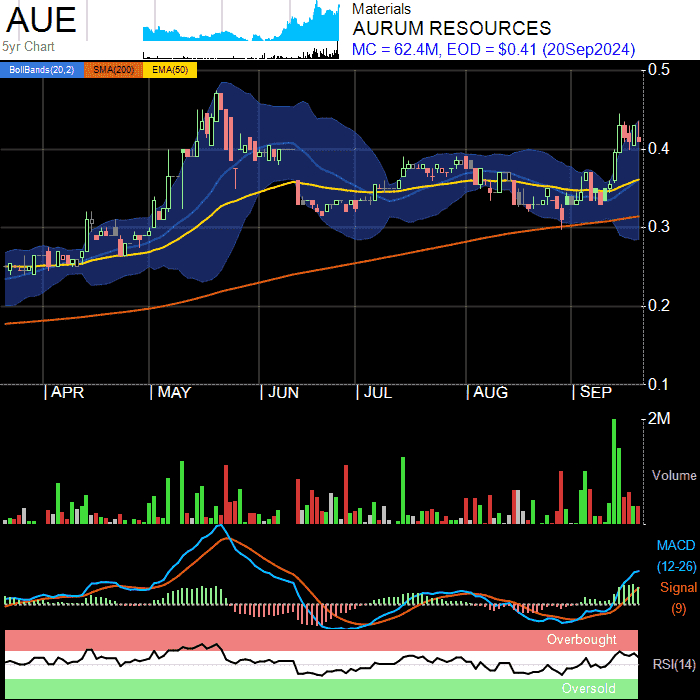 AUE
5yr Chart
Materials
AURUM RESOURCES
MC = 62.4M, EOD = $0.41 (20Sep2024)
BollBands(20,2) SMA(200) EMA(50)
0.5
0.4
0.3
0.2
0.1
APR MAY JUN JUL AUG SEP
2M
Volume
MACD
(12-26)
Signal
(9)
Overbought
RSI(14)
Oversold